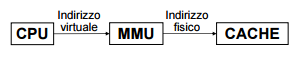 Indirizzo virtuale
Indirizzo fisico
CPU
MMU
CACHE